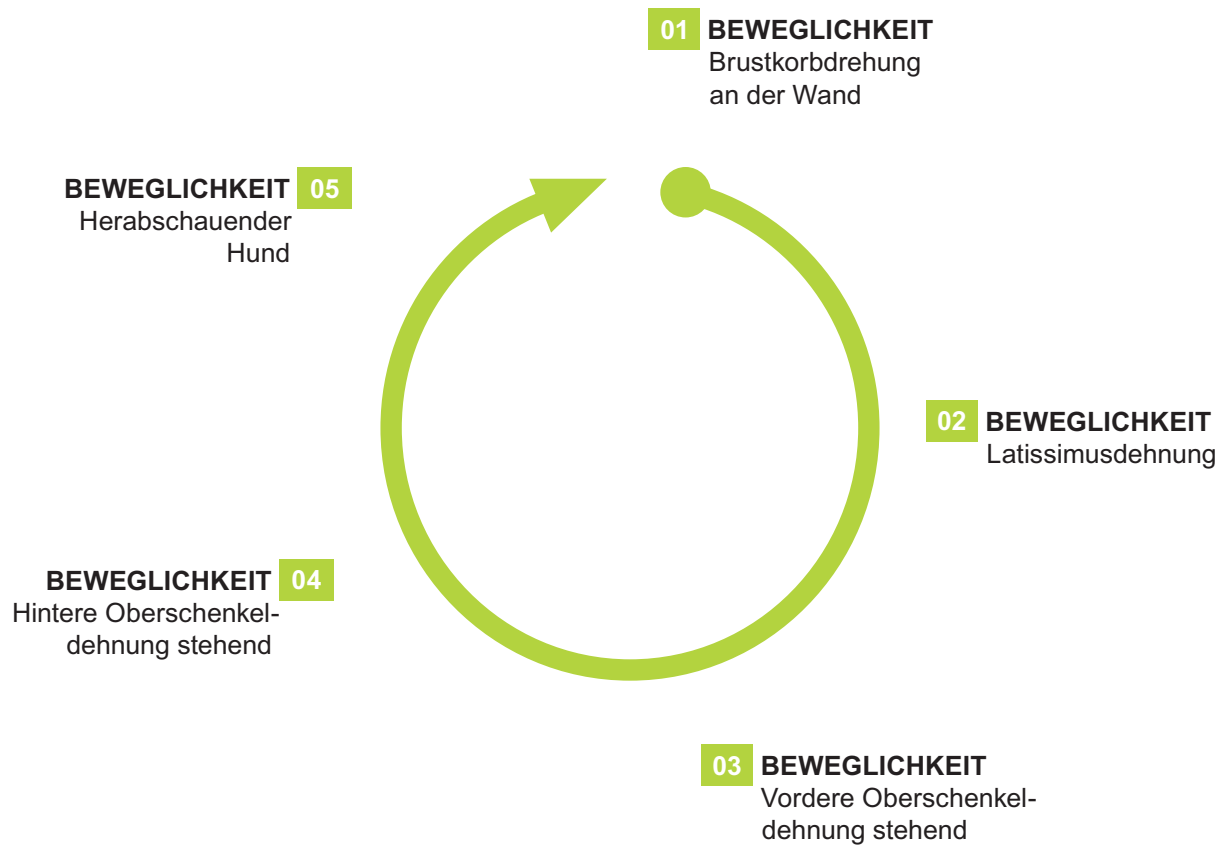 01 BEWEGLICHKEIT
Brustkorbdrehung
an der Wand
02 BEWEGLICHKEIT
Latissimusdehnung
03 BEWEGLICHKEIT
Vordere Oberschenkel-
dehnung stehend
BEWEGLICHKEIT 04
Hintere Oberschenkel-
dehnung stehend
BEWEGLICHKEIT 05
Herabschauender
Hund